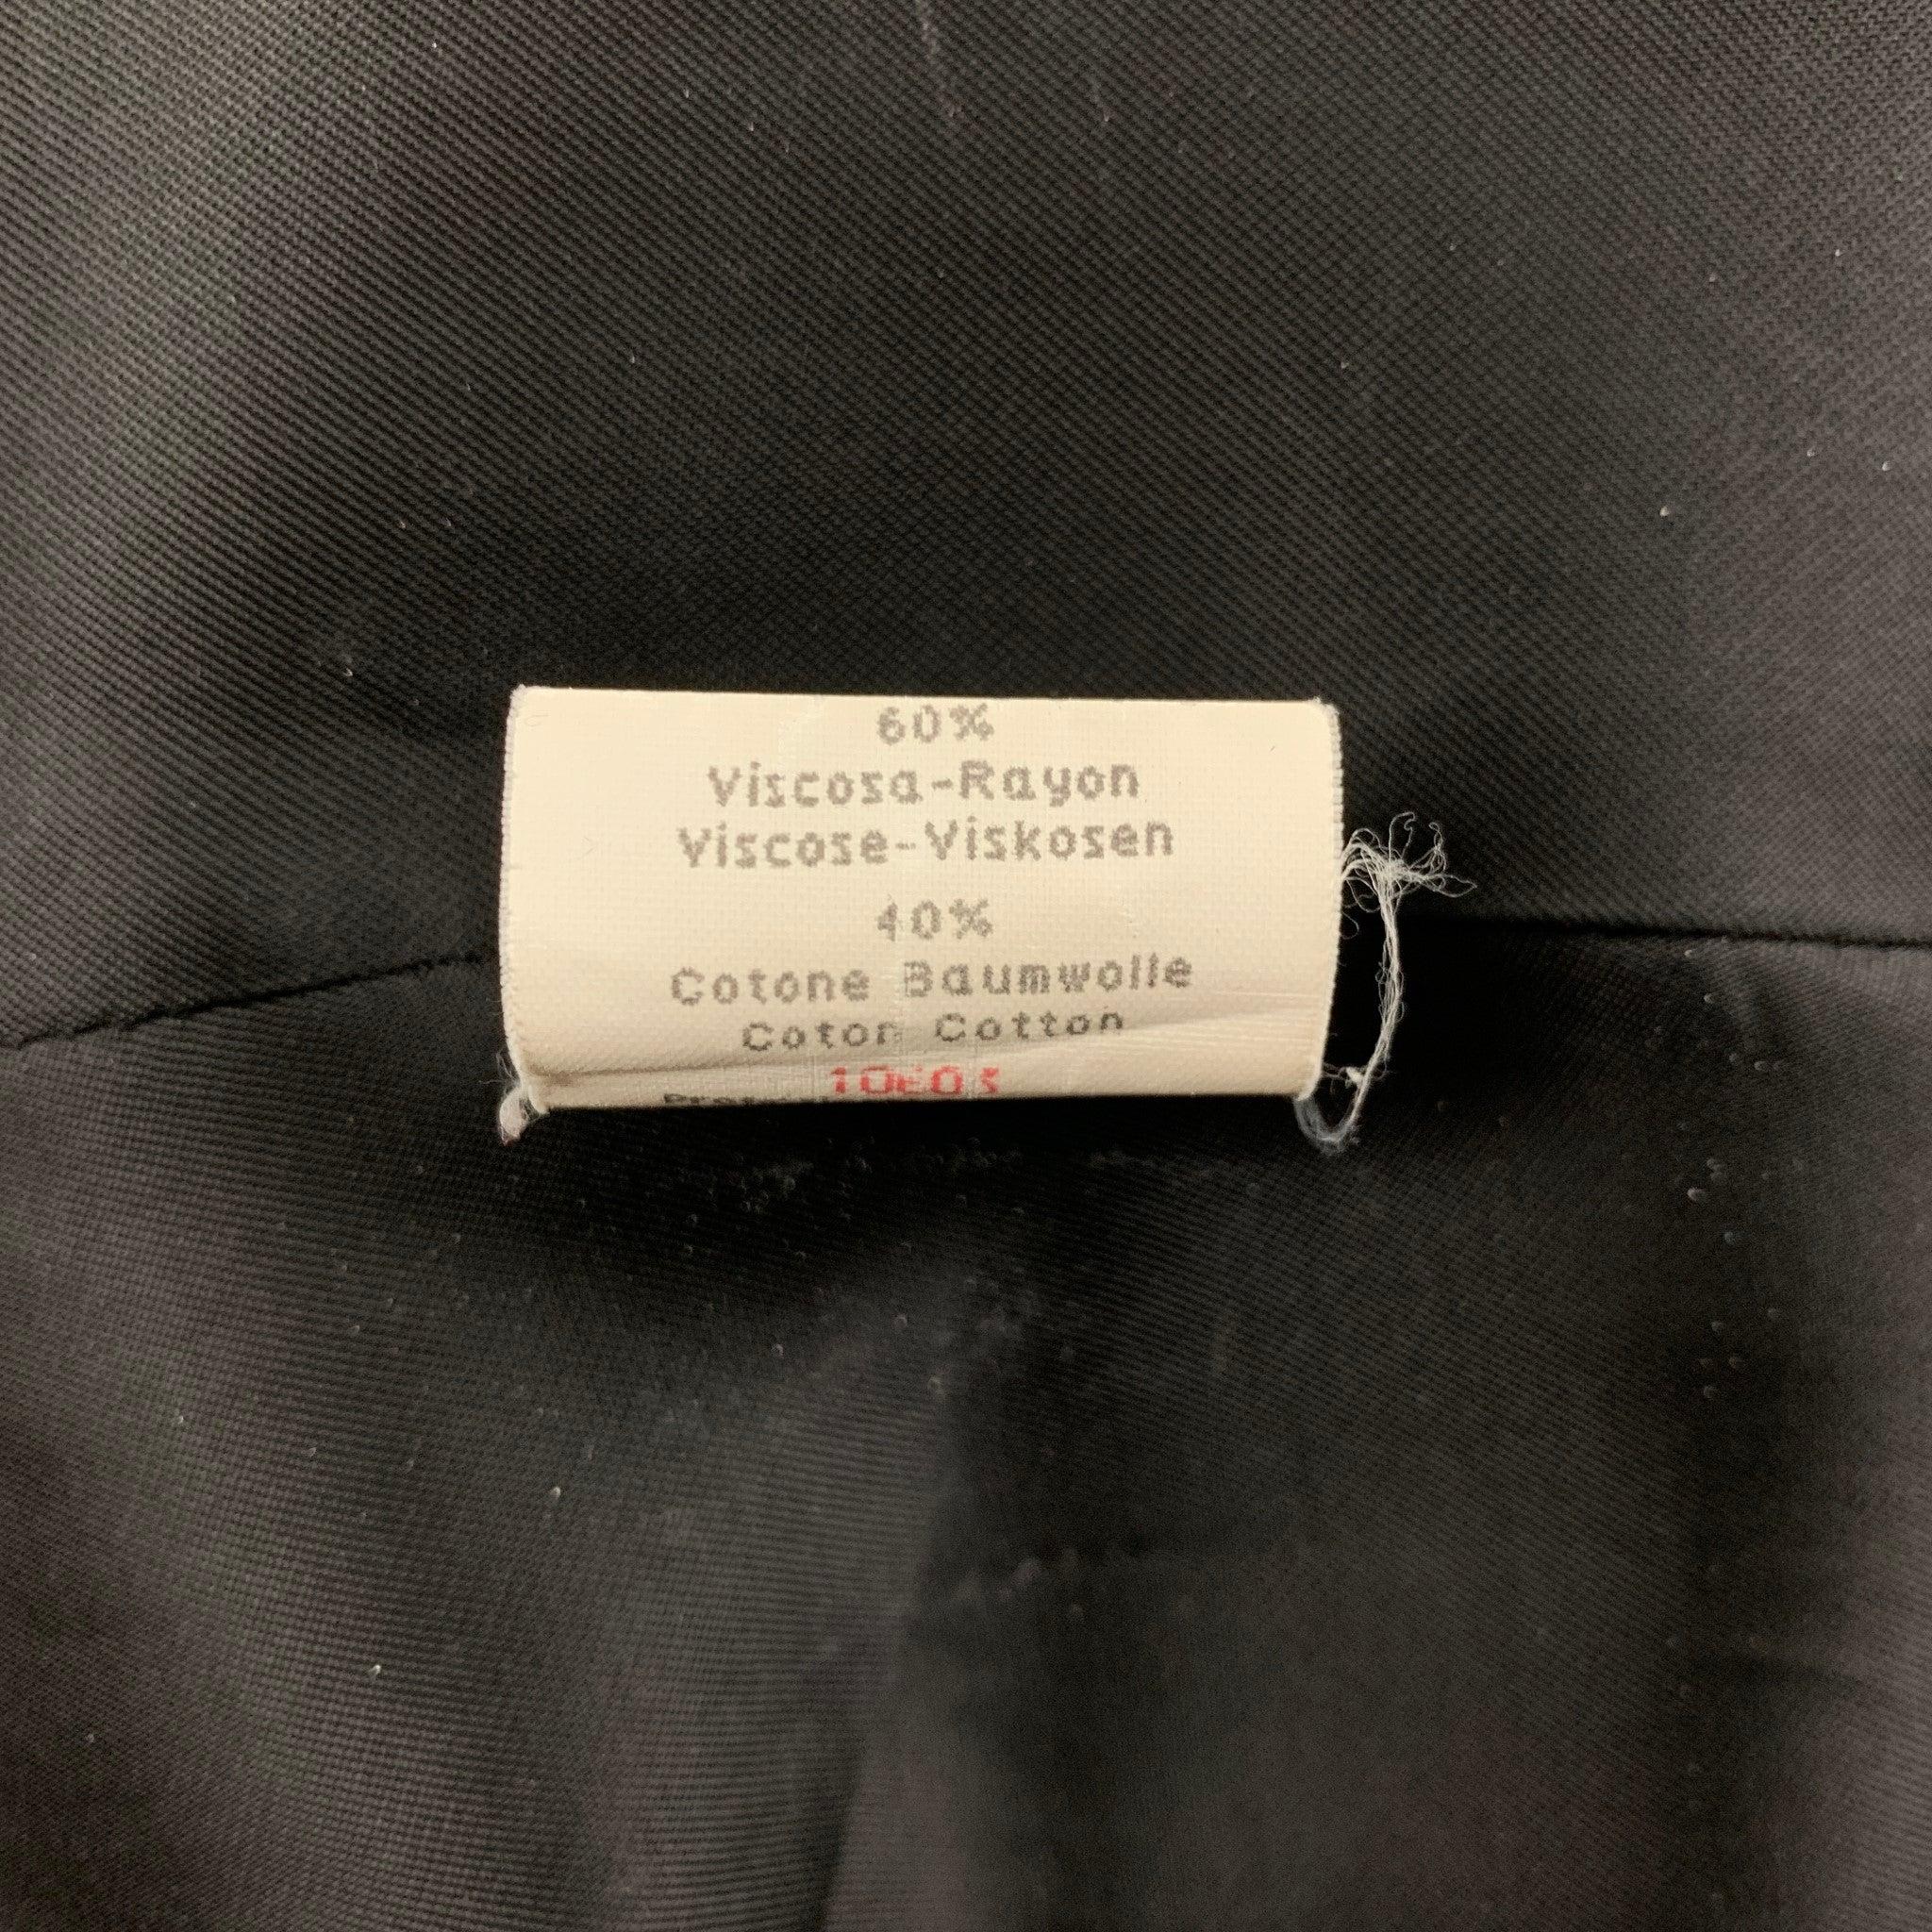 60%
Viscosa-Rayon
Viscose-Viskosen
40%
Cotone Baumwolle
Coton Cotton